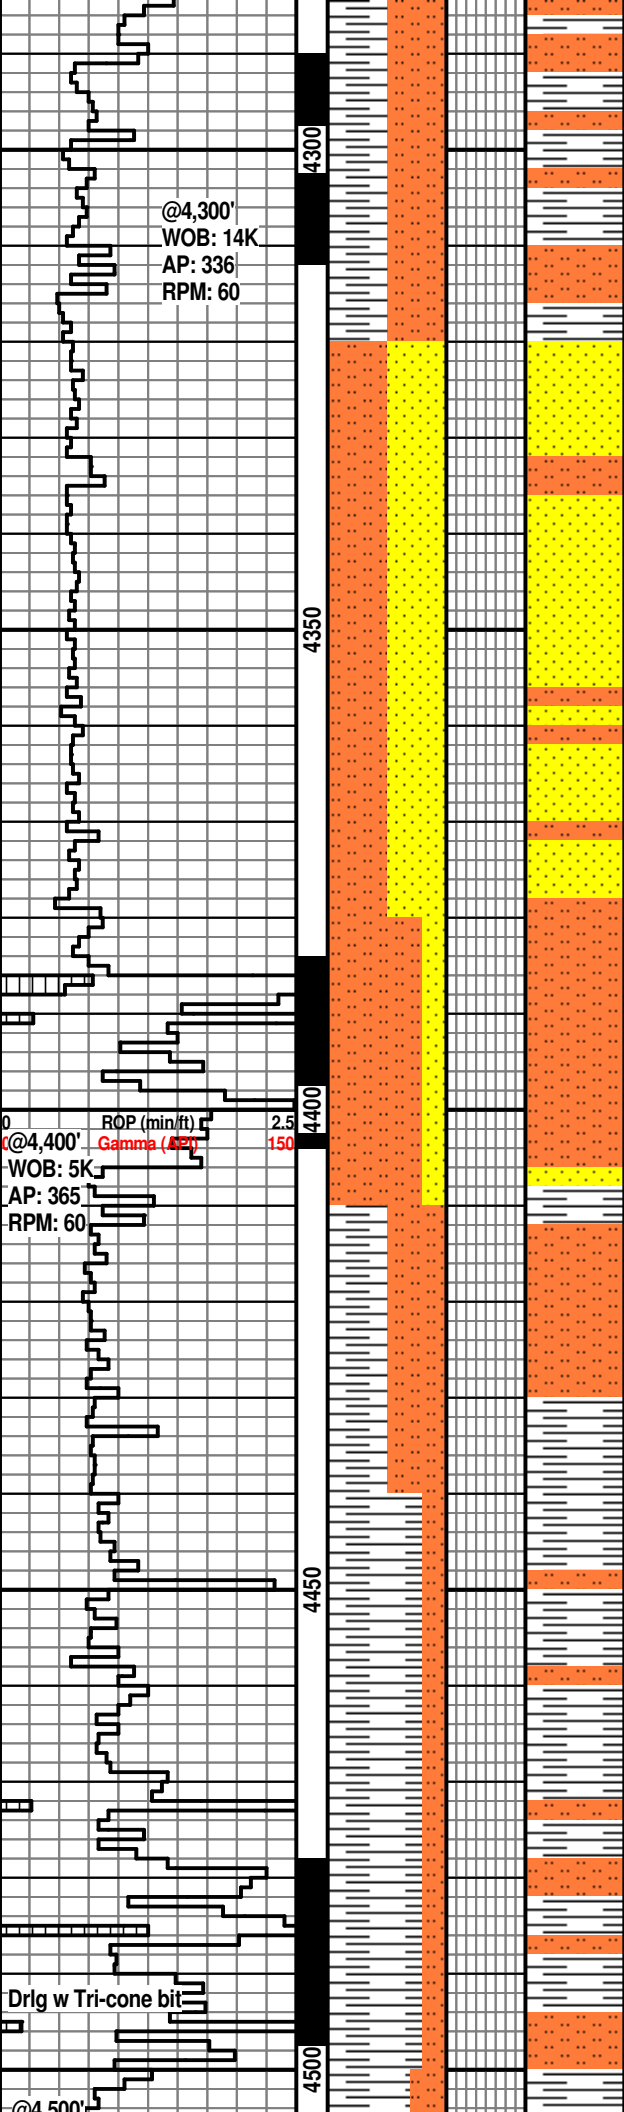 4300
@4,300'
WOB: 14K
AP: 336
RPM: 60
4350
4400
0 ROP (min/ft) 2.5
0 Gamma (API) 150
@4,400'
WOB: 5K
AP: 365
RPM: 60
4450
Drlg w Tri-cone bit
4500
@4,500'